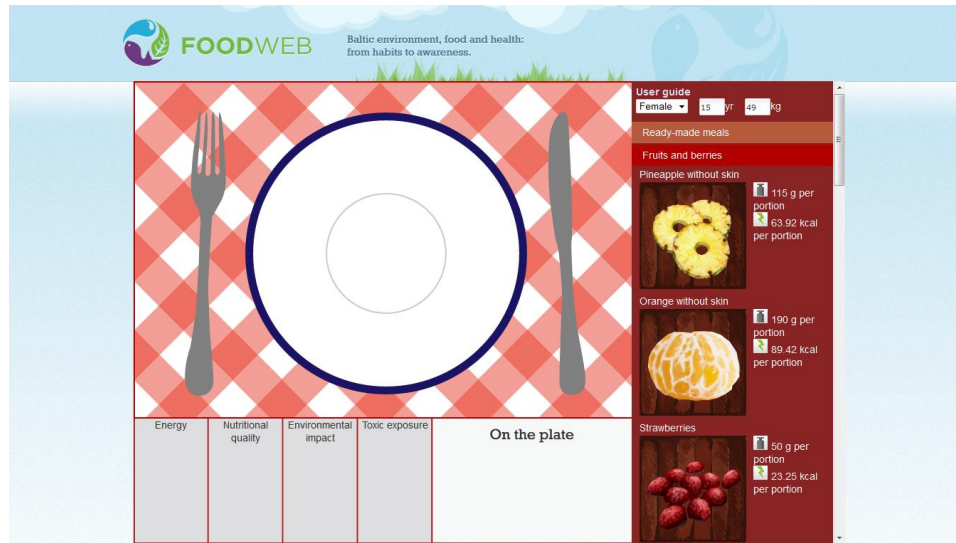 FOODWEB
Baltic environment, food and health:
from habits to awareness.
User guide
Female 15 yr 49 kg
Ready-made meals
Fruits and berries
Pineapple without skin
115 g per
portion
63.92 kcal
per portion
Orange without skin
190 g per
portion
89.42 kcal
per portion
Strawberries
50 g per
portion
23.25 kcal
per portion
Energy
Nutritional
quality
Environmental
impact
Toxic exposure
On the plate